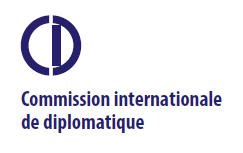 Commission internationale
de diplomatique